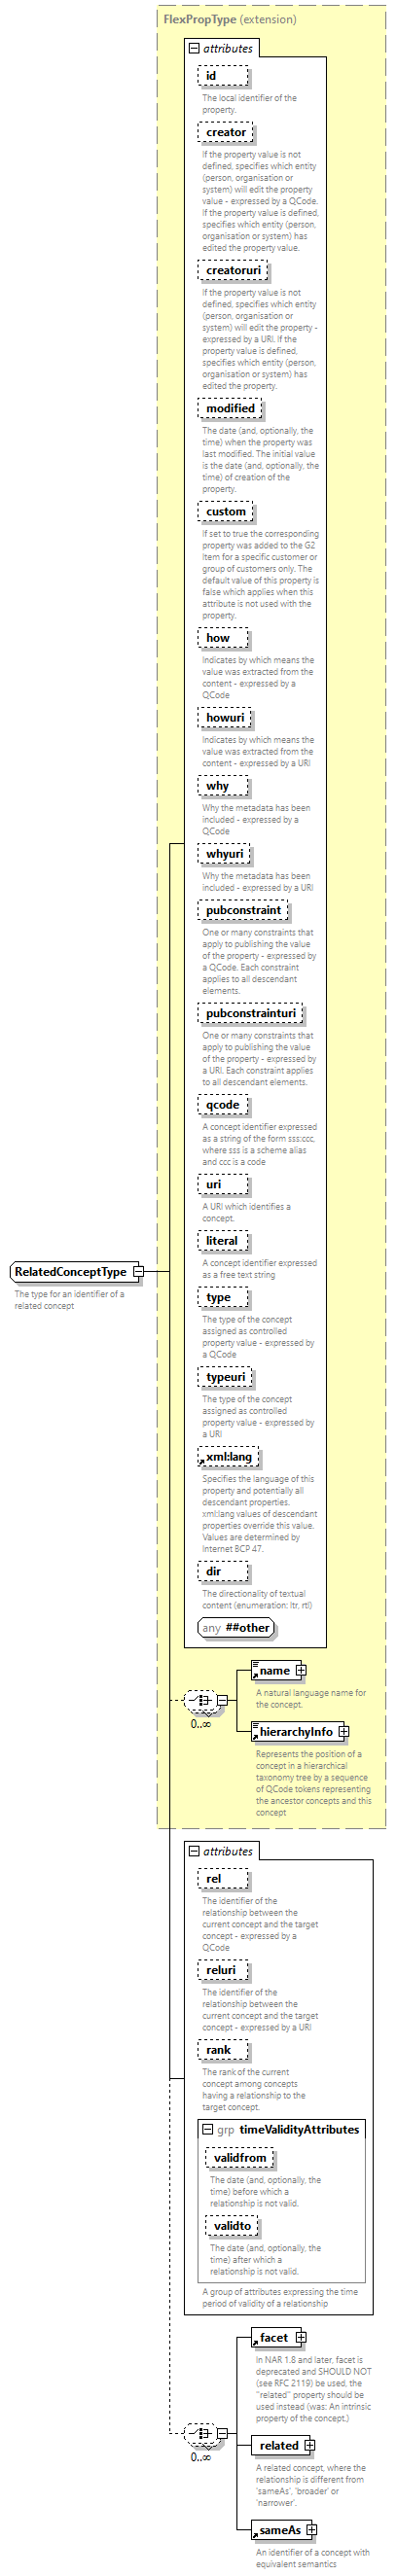 FlexPropType (extension)
attributes
id
The local identifier of the
property.
creator
If the property value is not
defined, specifies which entity
(person, organisation or
system) will edit the property
value - expressed by a QCode.
If the property value is defined,
specifies which entity (person,
organisation or system) has
edited the property value.
creatoruri
If the property value is not
defined, specifies which entity
(person, organisation or
system) will edit the property -
expressed by a URI. If the
property value is defined,
specifies which entity (person,
organisation or system) has
edited the property.
modified
The date (and, optionally, the
time) when the property was
last modified. The initial value
is the date (and, optionally, the
time) of creation of the
property.
custom
If set to true the corresponding
property was added to the G2
Item for a specific customer or
group of customers only. The
default value of this property is
false which applies when this
attribute is not used with the
property.
how
Indicates by which means the
value was extracted from the
content - expressed by a
QCode
howuri
Indicates by which means the
value was extracted from the
content - expressed by a URI
why
Why the metadata has been
included - expressed by a
QCode
whyuri
Why the metadata has been
included - expressed by a URI
pubconstraint
One or many constraints that
apply to publishing the value
of the property - expressed
by a QCode. Each constraint
applies to all descendant
elements.
pubconstrainturi
One or many constraints that
apply to publishing the value
of the property - expressed by
a URI. Each constraint applies
to all descendant elements.
qcode
A concept identifier expressed
as a string of the form sss:ccc,
where sss is a scheme alias
and ccc is a code
uri
A URI which identifies a
concept.
literal
A concept identifier expressed
as a free text string
RelatedConceptType
The type for an identifier of a
related concept
type
The type of the concept
assigned as controlled
property value - expressed by
a QCode
typeuri
The type of the concept
assigned as controlled
property value - expressed by
a URI
xml:lang
Specifies the language of this
property and potentially all
descendant properties.
xml:lang values of descendant
properties override this value.
Values are determined by
Internet BCP 47.
dir
The directionality of textual
content (enumeration: ltr, rtl)
any ##other
name
A natural language name for
the concept.
0..∞
hierarchyInfo
Represents the position of a
concept in a hierarchical
taxonomy tree by a sequence
of QCode tokens representing
the ancestor concepts and this
concept
attributes
rel
The identifier of the
relationship between the
current concept and the target
concept - expressed by a
QCode
reluri
The identifier of the
relationship between the
current concept and the target
concept - expressed by a URI
rank
The rank of the current
concept among concepts
having a relationship to the
target concept.
grp timeValidityAttributes
validfrom
The date (and, optionally, the
time) before which a
relationship is not valid.
validto
The date (and, optionally, the
time) after which a
relationship is not valid.
A group of attributes expressing the time
period of validity of a relationship
facet
In NAR 1.8 and later, facet is
deprecated and SHOULD NOT
(see RFC 2119) be used, the
"related" property should be
used instead (was: An intrinsic
property of the concept.)
related
0..∞
A related concept, where the
relationship is different from
'sameAs', 'broader' or
'narrower'.
sameAs
An identifier of a concept with
equivalent semantics